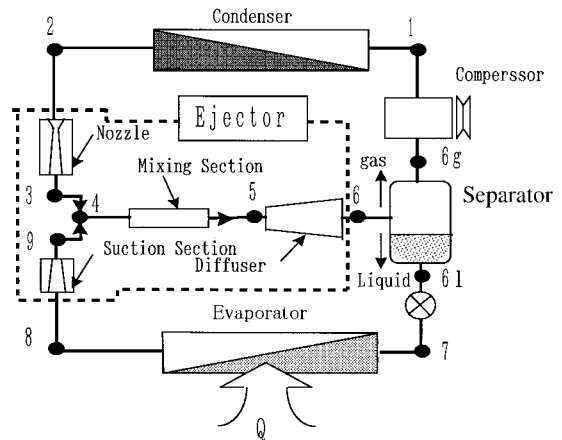 Condenser
2
1
Comperssor
Ejector
Nozzle
6g
gas
Mixing Section
3
4
5
6
Separator
9
Suction Section
Diffuser
Liquid
6l
Evaporator
8
7
Q